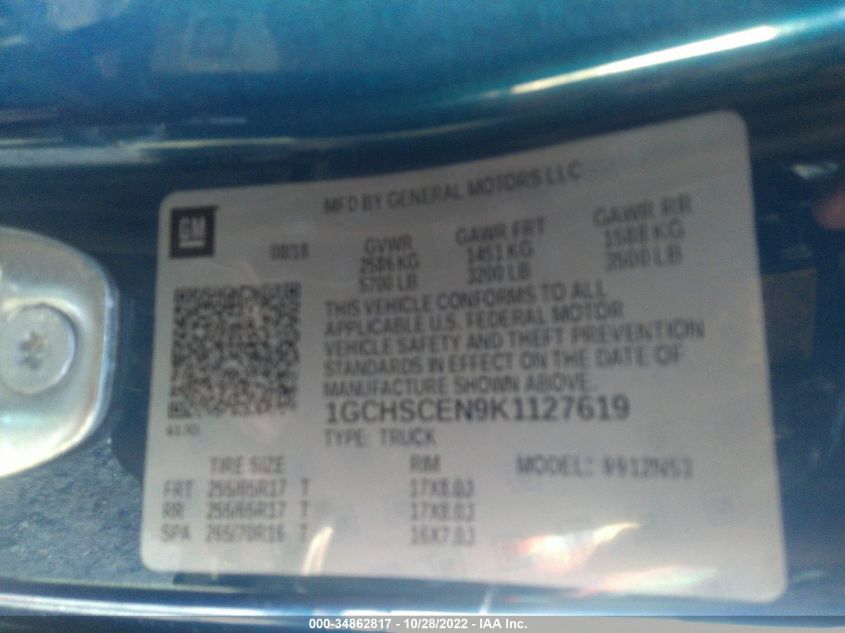 MFD BY GENERAL MOTORS LLC
GM
08/18
GVWR
2586 KG
5700 LB
GAWR FRT
1451 KG
3200 LB
GAWR RR
1588 KG
3500 LB
THIS VEHICLE CONFORMS TO ALL
APPLICABLE U.S. FEDERAL MOTOR
VEHICLE SAFETY AND THEFT PREVENTION
STANDARDS IN EFFECT ON THE DATE OF
MANUFACTURE SHOWN ABOVE.
1GCHSCEN9K1127619
TYPE: TRUCK
TIRE SIZE
RIM
MODEL:
FRT 255/65R17 T 17X8.0J
RR 255/65R17 T 17X8.0J
SPA 265/70R16 T 16X7.0J
000-34862817 | 10/28/2022 - IAA Inc.